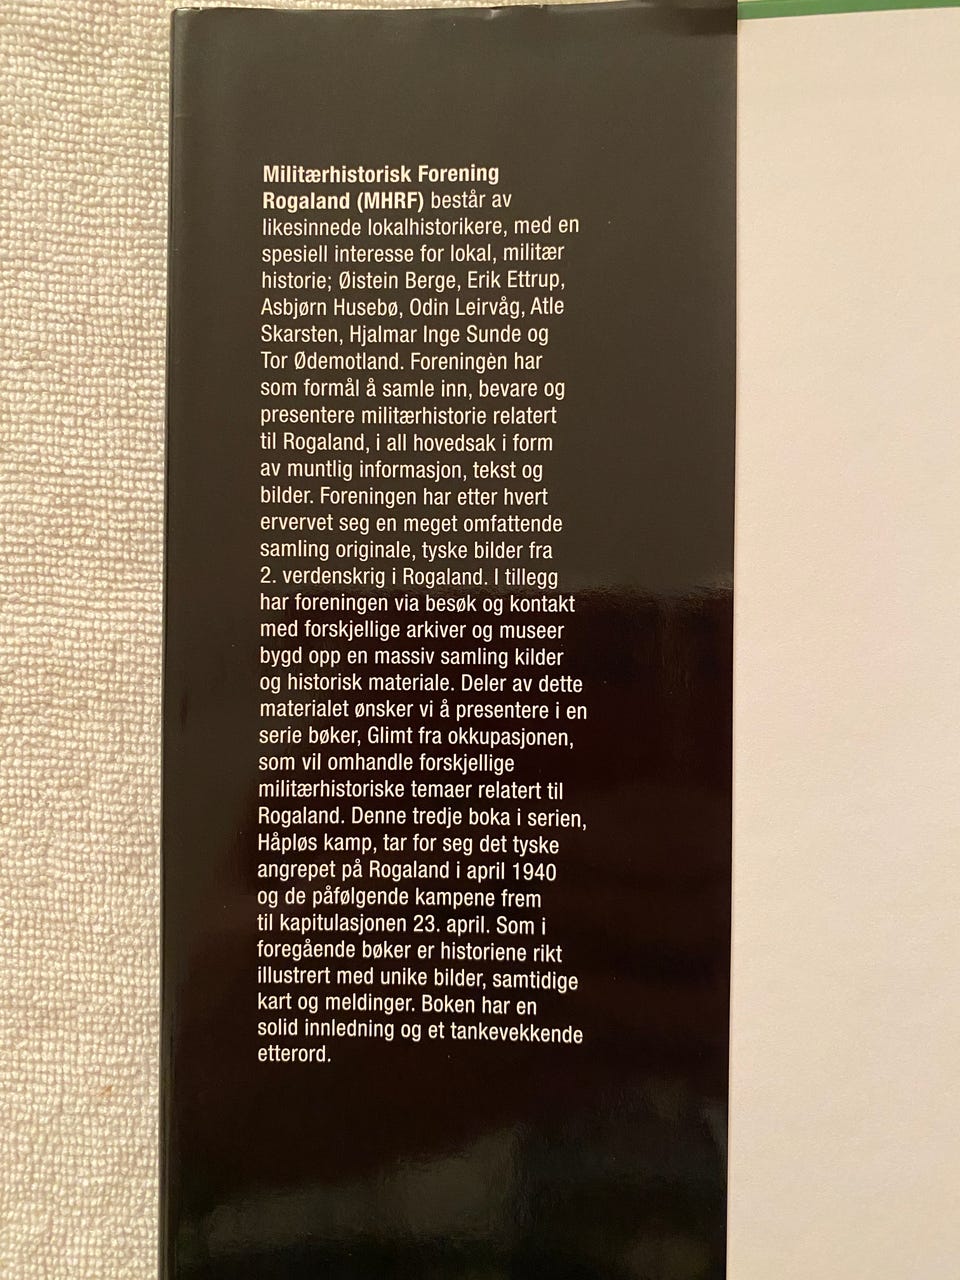 Militærhistorisk Forening
Rogaland (MHRF) består av
likesinnede lokalhistorikere, med en
spesiell interesse for lokal, militær
historie; Øistein Berge, Erik Ettrup,
Asbjørn Husebø, Odin Leirvåg, Atle
Skarsten, Hjalmar Inge Sunde og
Tor Ødemotland. Foreningèn har
som formål å samle inn, bevare og
presentere militærhistorie relatert
til Rogaland, i all hovedsak i form
av muntlig informasjon, tekst og
bilder. Foreningen har etter hvert
ervervet seg en meget omfattende
samling originale, tyske bilder fra
2. verdenskrig i Rogaland. I tillegg
har foreningen via besøk og kontakt
med forskjellige arkiver og museer
bygd opp en massiv samling kilder
og historisk materiale. Deler av dette
materialet ønsker vi å presentere i en
serie bøker, Glimt fra okkupasjonen,
som vil omhandle forskjellige
militærhistoriske temaer relatert til
Rogaland. Denne tredje boka i serien,
Håpløs kamp, tar for seg det tyske
angrepet på Rogaland i april 1940
og de påfølgende kampene frem
til kapitulasjonen 23. april. Som i
foregående bøker er historiene rikt
illustrert med unike bilder, samtidige
kart og meldinger. Boken har en
solid innledning og et tankevekkende
etterord.